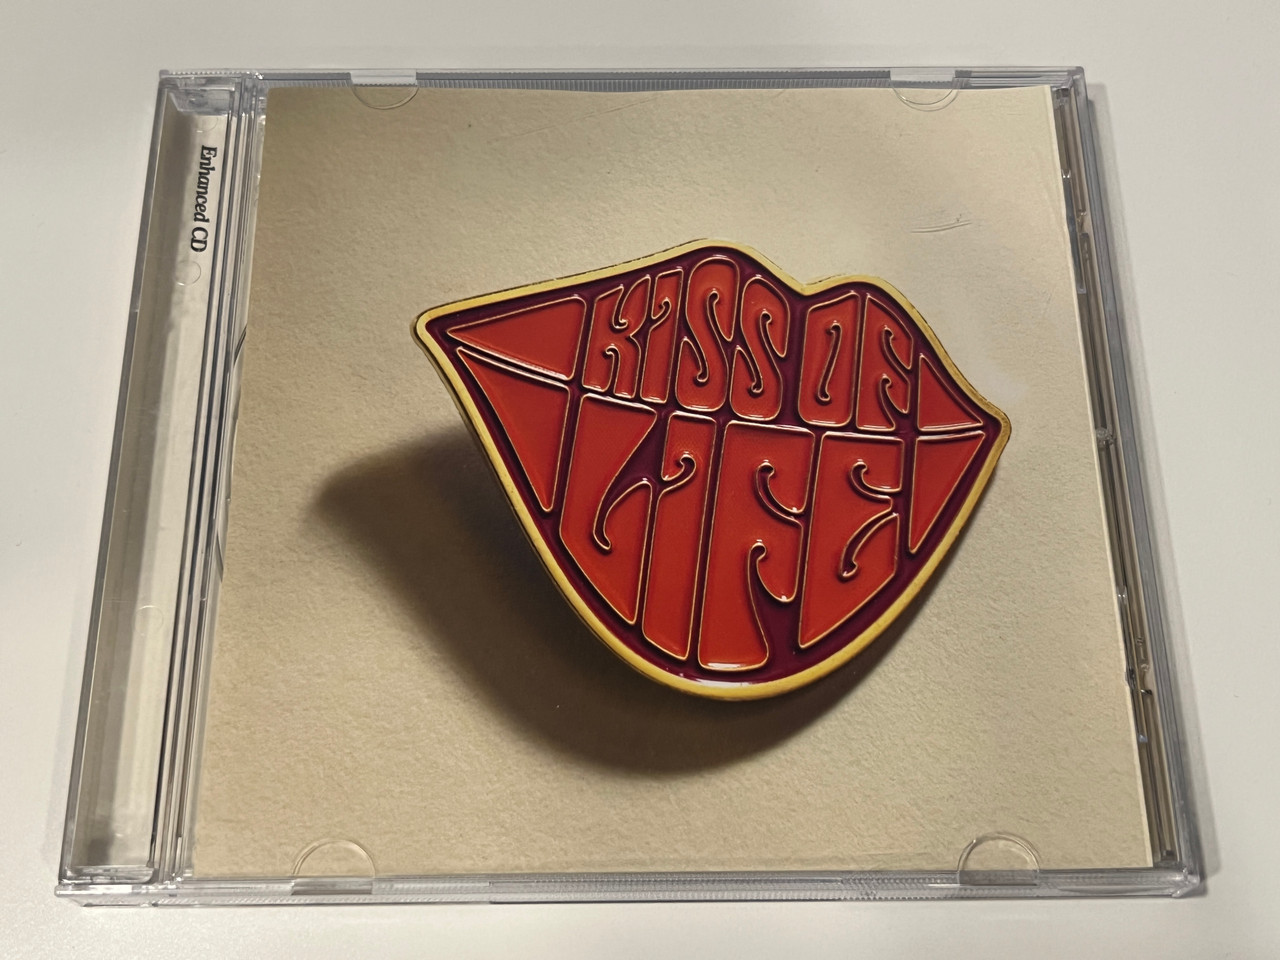 Enhanced CD
KISS OF
LIFE